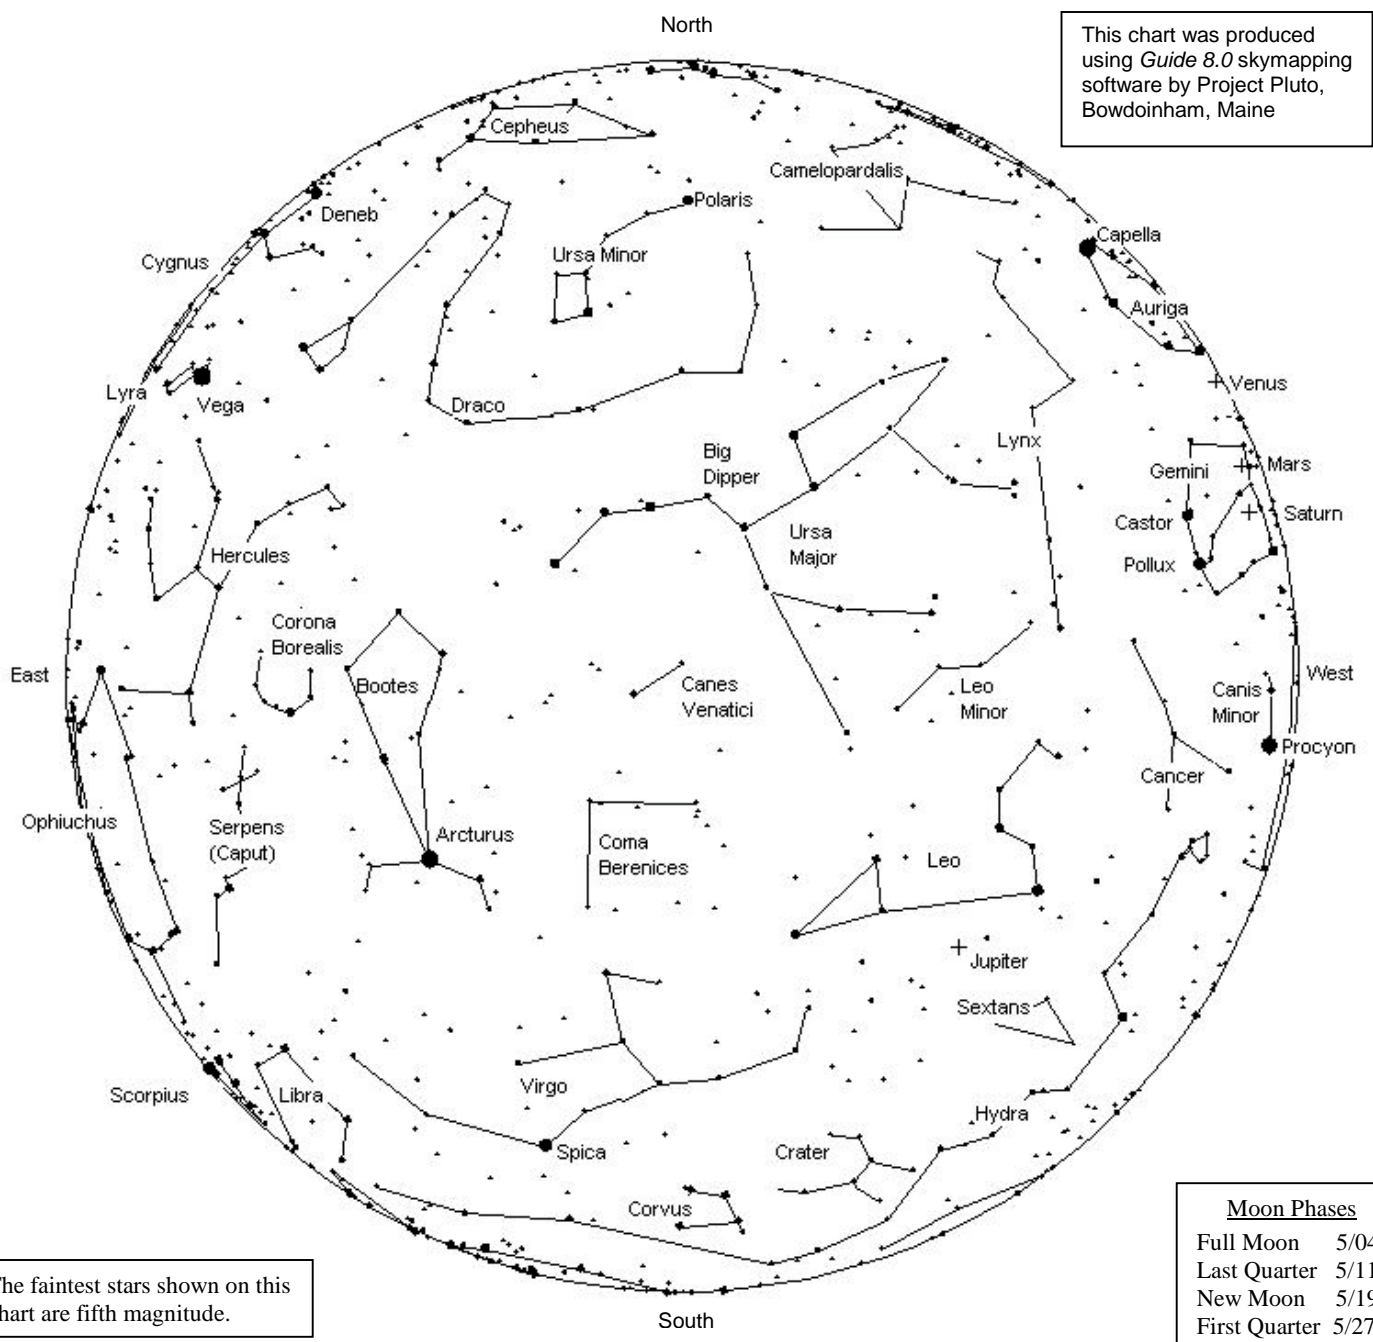 North
This chart was produced
using Guide 8.0 skymapping
software by Project Pluto,
Bowdoinham, Maine
Cepheus
Camelopardalis
Deneb
Polaris
Capella
Cygnus
Ursa Minor
Auriga
Lyra
Vega
Draco
Venus
Big
Dipper
Lynx
Gemini
Mars
Castor
Saturn
Ursa
Major
Hercules
Pollux
Corona
Borealis
East
Bootes
Canes
Venatici
Leo
Minor
Canis
Minor
West
Procyon
Cancer
Ophiuchus
Serpens
(Caput)
Arcturus
Coma
Berenices
Leo
Jupiter
Sextans
Scorpius
Libra
Virgo
Hydra
Spica
Crater
Corvus
Moon Phases
Full Moon 5/04
Last Quarter 5/11
New Moon 5/19
First Quarter 5/27
he faintest stars shown on this
hart are fifth magnitude.
South